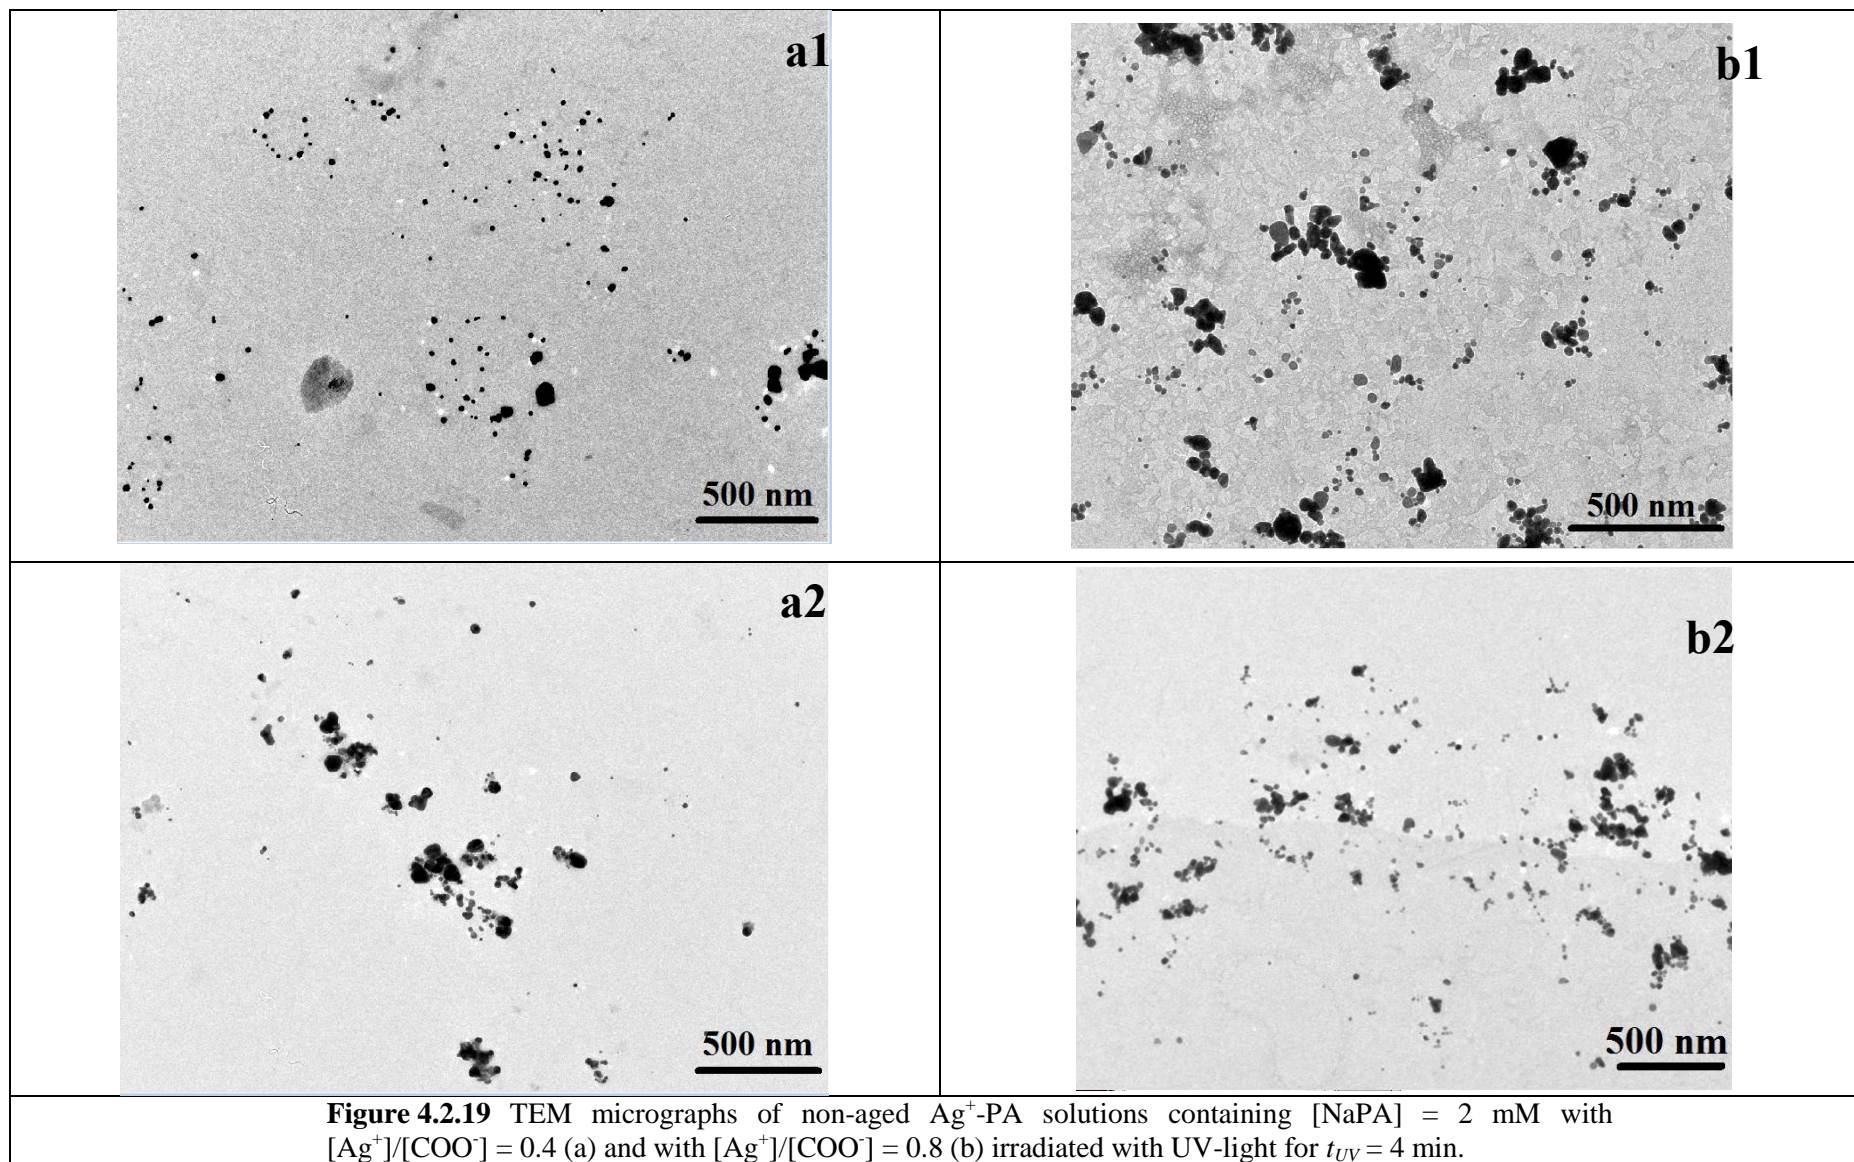 a1
500 nm
b1
500 nm
a2
500 nm
b2
500 nm
Figure 4.2.19 TEM micrographs of non-aged Ag⁺-PA solutions containing [NaPA] = 2 mM with
[Ag⁺]/[COO⁻] = 0.4 (a) and with [Ag⁺]/[COO⁻] = 0.8 (b) irradiated with UV-light for tUV = 4 min.